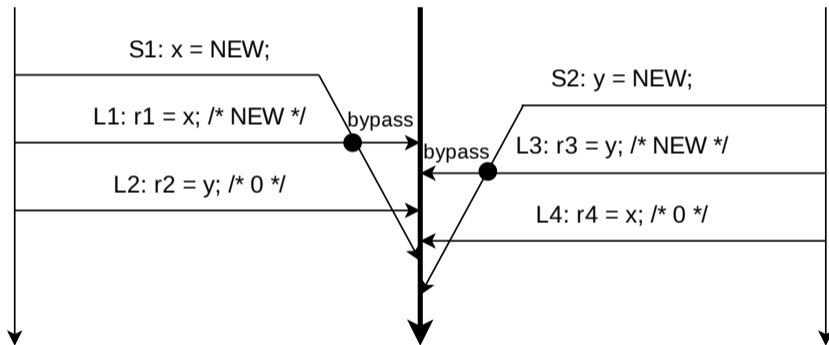 S1: x = NEW;
L1: r1 = x; /* NEW */
bypass
L2: r2 = y; /* 0 */
S2: y = NEW;
bypass
L3: r3 = y; /* NEW */
L4: r4 = x; /* 0 */